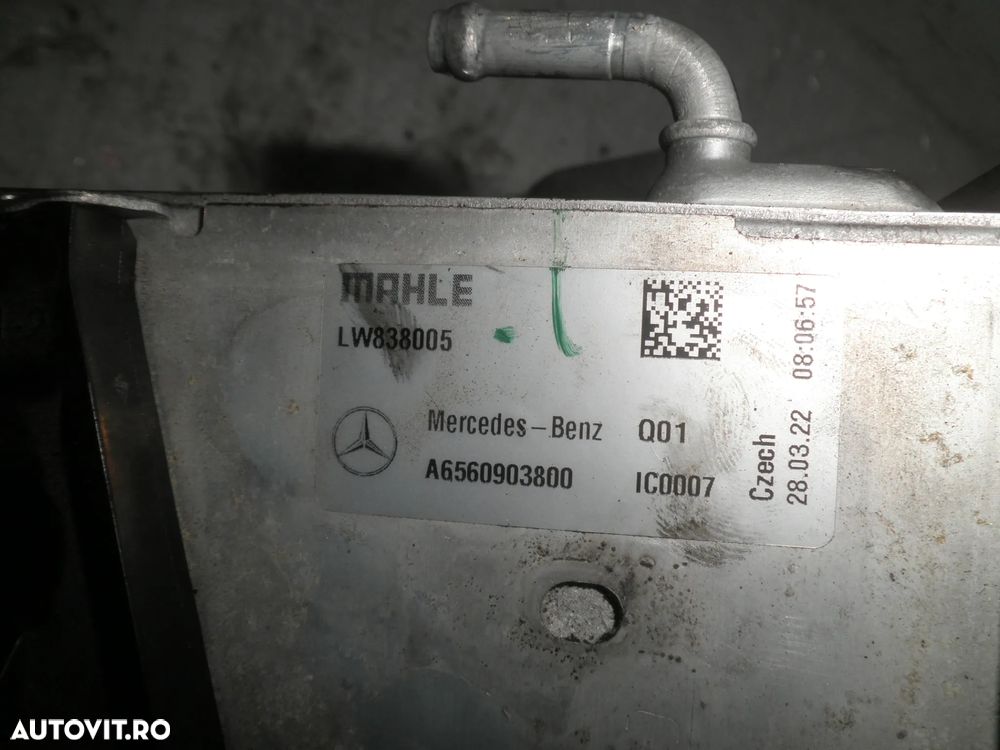 MAHLE
LW838005
Mercedes-Benz Q01
A6560903800 IC0007
Czech
28.03.22 08:06:57
AUTOVIT.RO